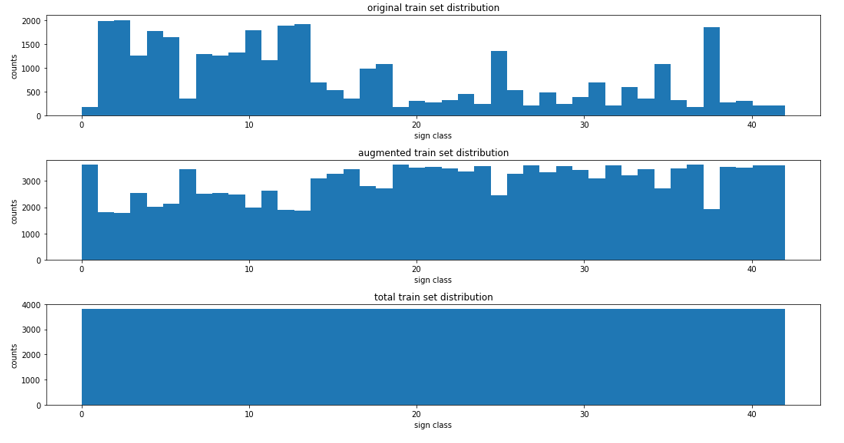 original train set distribution
2000
1500
1000
500
0
counts
0 10 20 30 40
sign class
augmented train set distribution
3000
2000
1000
0
counts
0 10 20 30 40
sign class
total train set distribution
4000
3000
2000
1000
0
counts
0 10 20 30 40
sign class